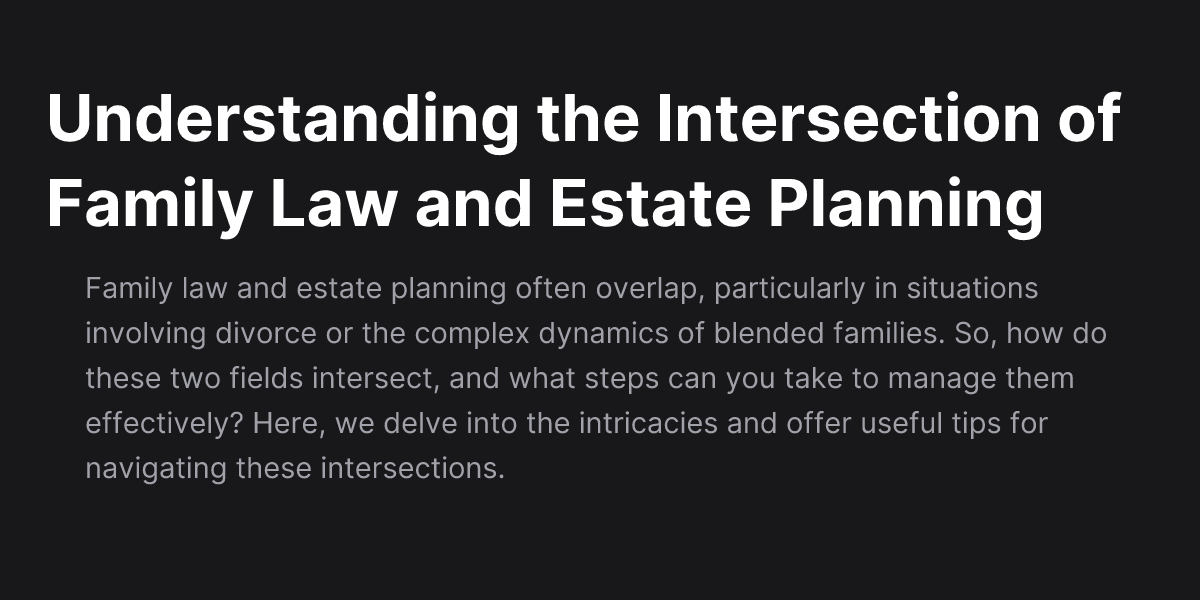 Understanding the Intersection of
Family Law and Estate Planning
Family law and estate planning often overlap, particularly in situations
involving divorce or the complex dynamics of blended families. So, how do
these two fields intersect, and what steps can you take to manage them
effectively? Here, we delve into the intricacies and offer useful tips for
navigating these intersections.